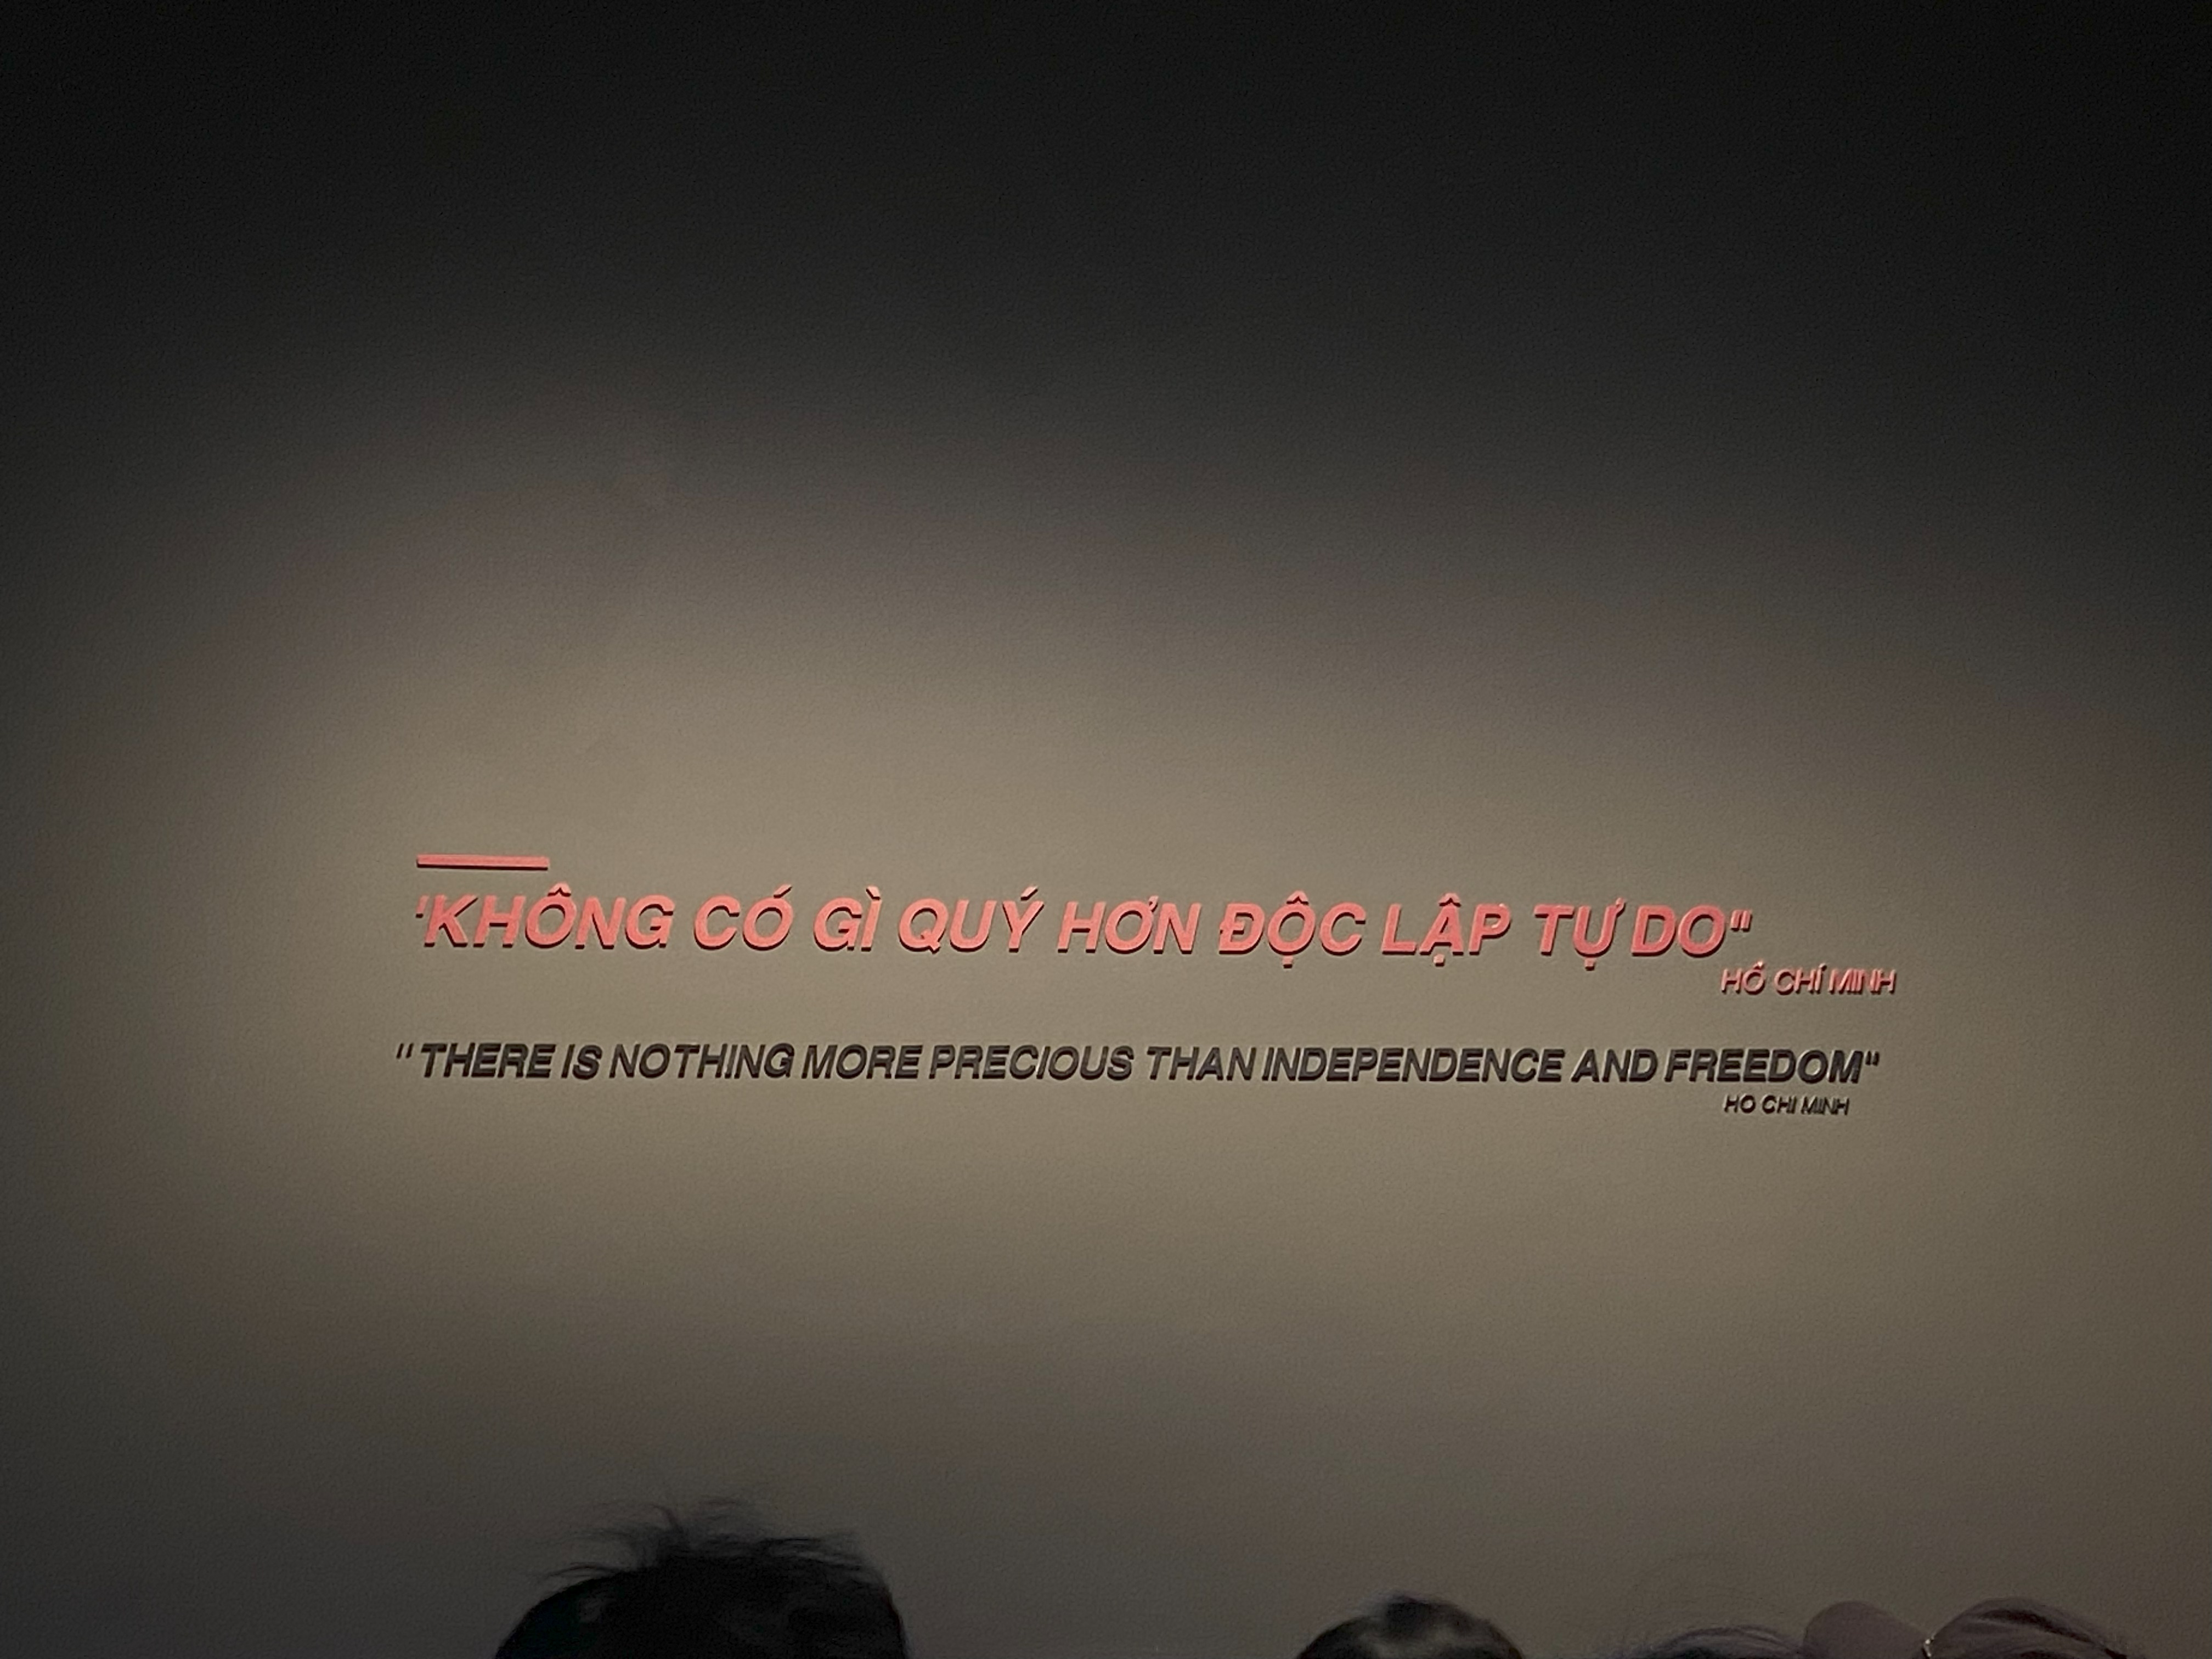 "KHÔNG CÓ GÌ QUÝ HƠN ĐỘC LẬP TỰ DO"
HỒ CHÍ MINH
"THERE IS NOTHING MORE PRECIOUS THAN INDEPENDENCE AND FREEDOM"
HO CHI MINH